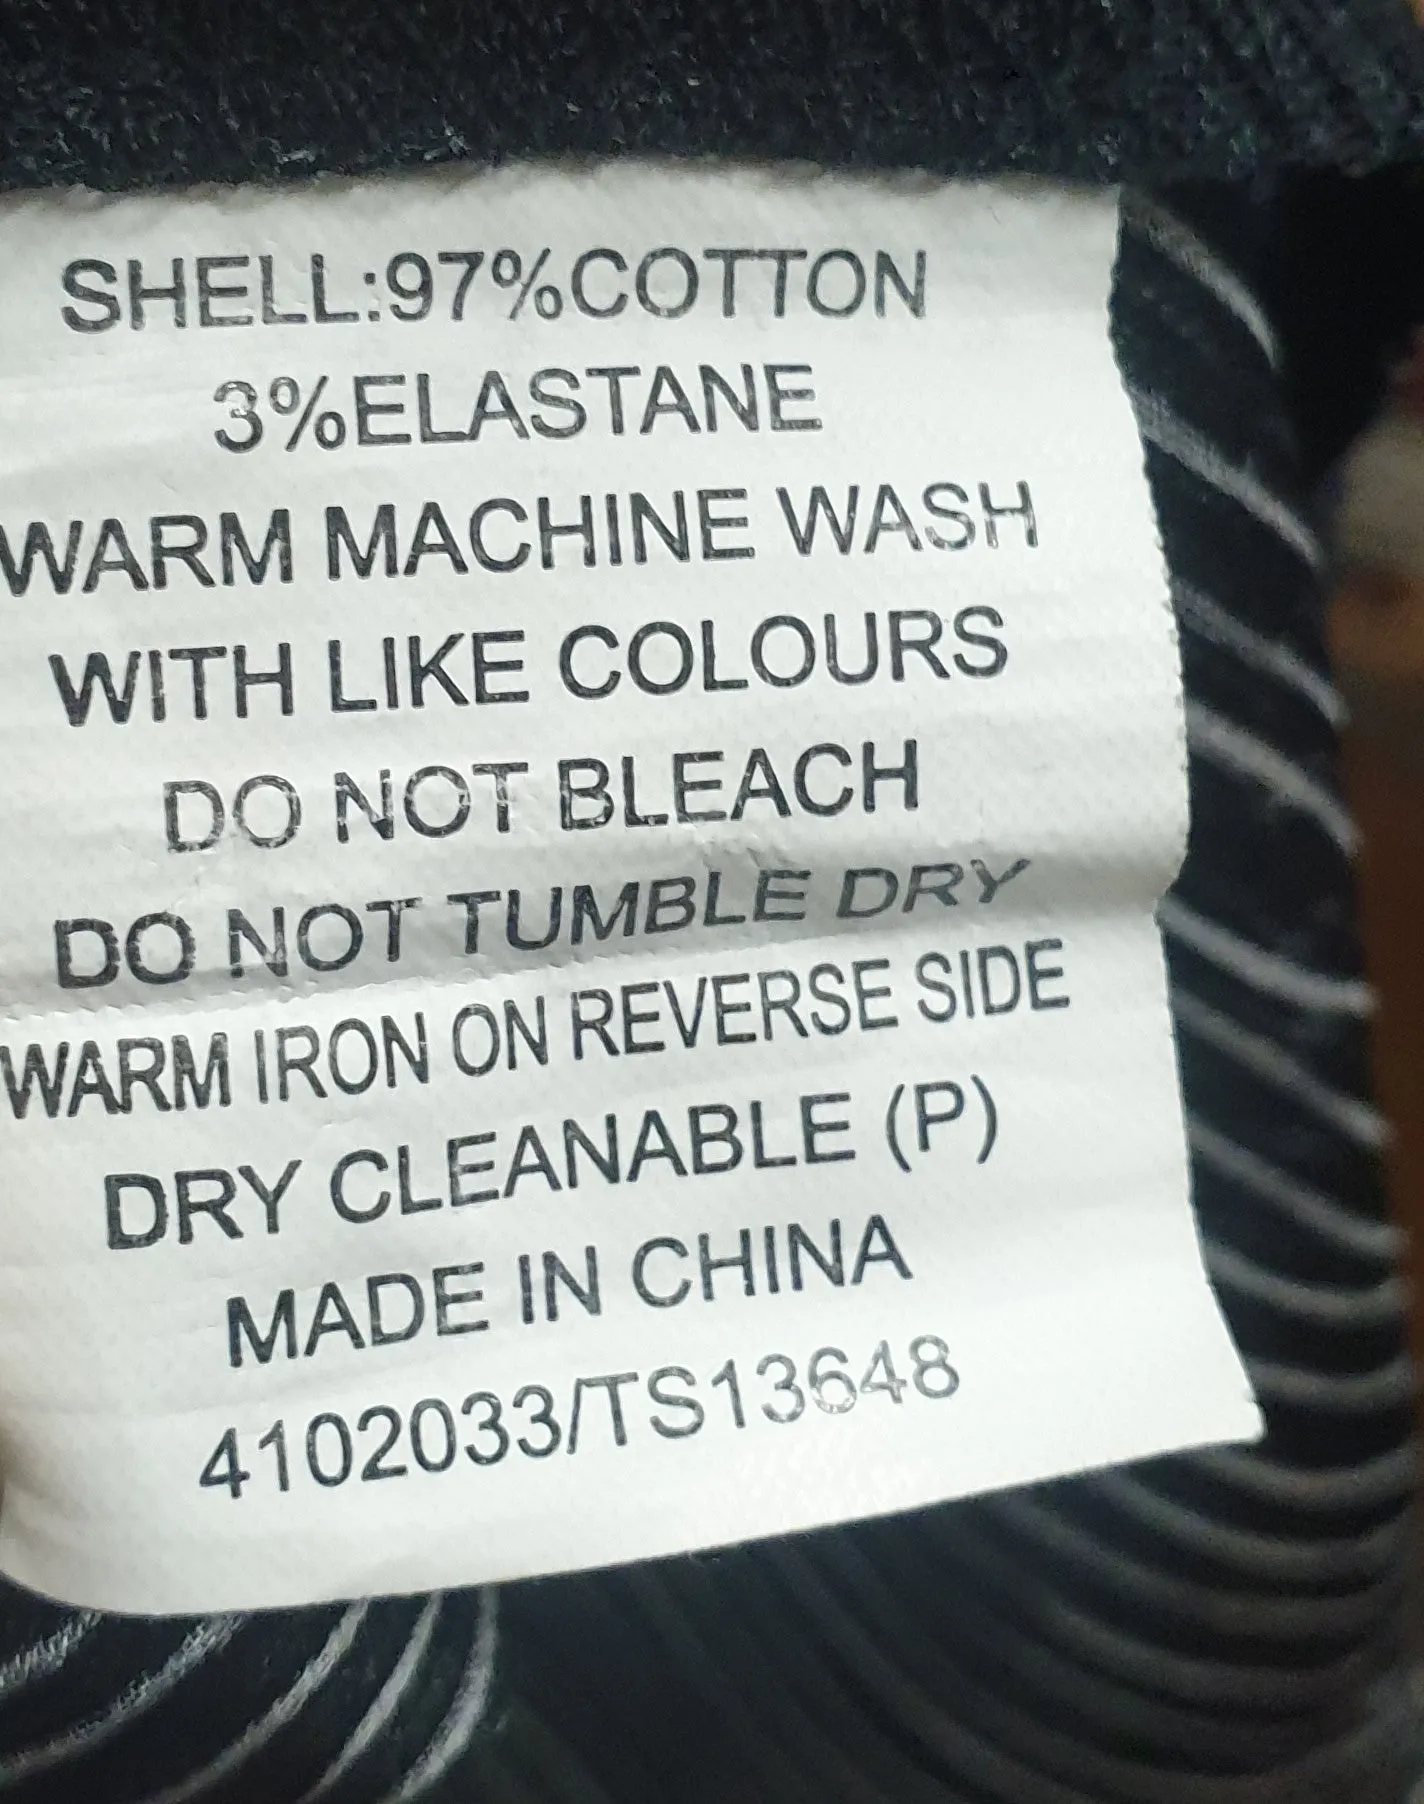 SHELL:97%COTTON
3%ELASTANE
WARM MACHINE WASH
WITH LIKE COLOURS
DO NOT BLEACH
DO NOT TUMBLE DRY
WARM IRON ON REVERSE SIDE
DRY CLEANABLE (P)
MADE IN CHINA
4102033/TS13648